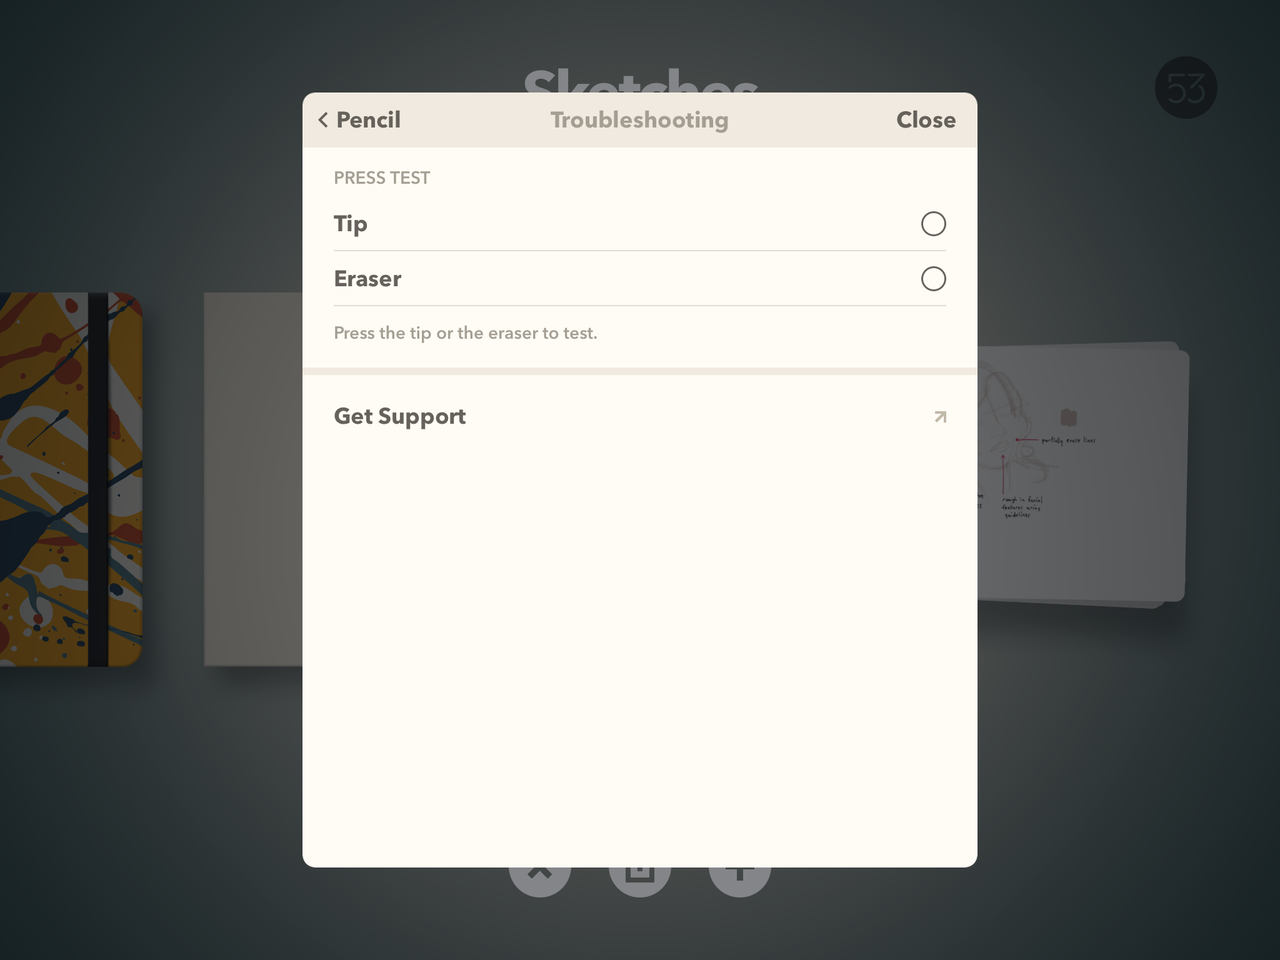 Sketches
53
Pencil
Troubleshooting
Close
PRESS TEST
Tip
Eraser
Press the tip or the eraser to test.
Get Support
partially erase lines
rough in facial
features using
guidelines